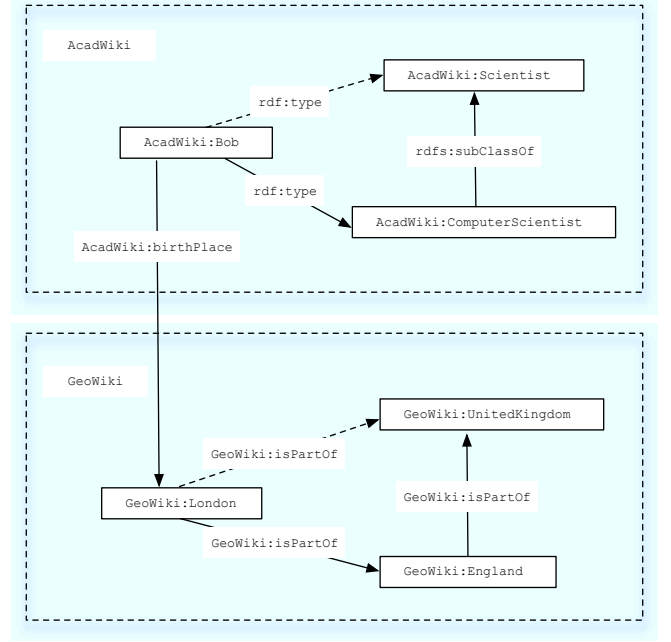 AcadWiki
AcadWiki:Scientist
rdf:type
AcadWiki:Bob
rdfs:subClassOf
rdf:type
AcadWiki:ComputerScientist
AcadWiki:birthPlace
GeoWiki
GeoWiki:UnitedKingdom
GeoWiki:isPartOf
GeoWiki:isPartOf
GeoWiki:London
GeoWiki:isPartOf
GeoWiki:England